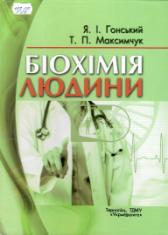 Я. І. Гонський
Т. П. Максимчук
БІОХІМІЯ
ЛЮДИНИ
Тернопіль, ТДМУ
«Укрмедкнига»